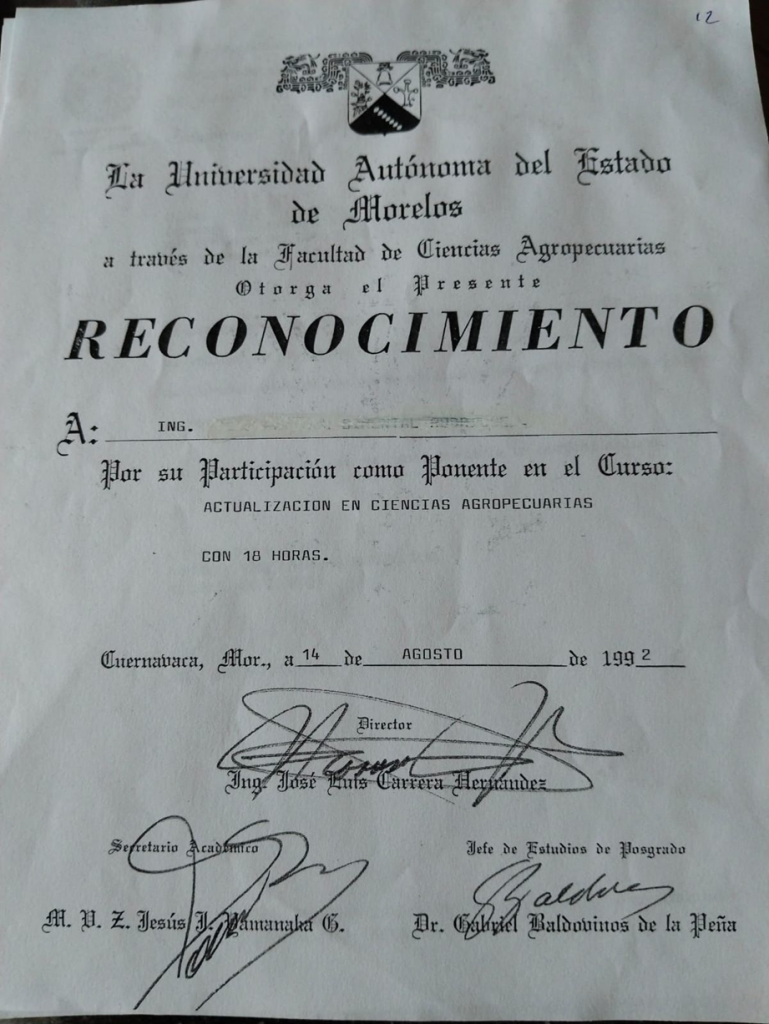 12
La Universidad Autónoma del Estado
de Morelos
a través de la Facultad de Ciencias Agropecuarias
Otorga el Presente
RECONOCIMIENTO
A: ING.
Por su Participación como Ponente en el Curso:
ACTUALIZACION EN CIENCIAS AGROPECUARIAS
CON 18 HORAS.
Cuernavaca, Mor., a 14 de AGOSTO de 1992
Director
Ing. José Luis Carrera Hernández
Secretario Académico
Jefe de Estudios de Posgrado
M. V. Z. Jesús J. Yamanaha G.
Dr. Gabriel Baldovinos de la Peña